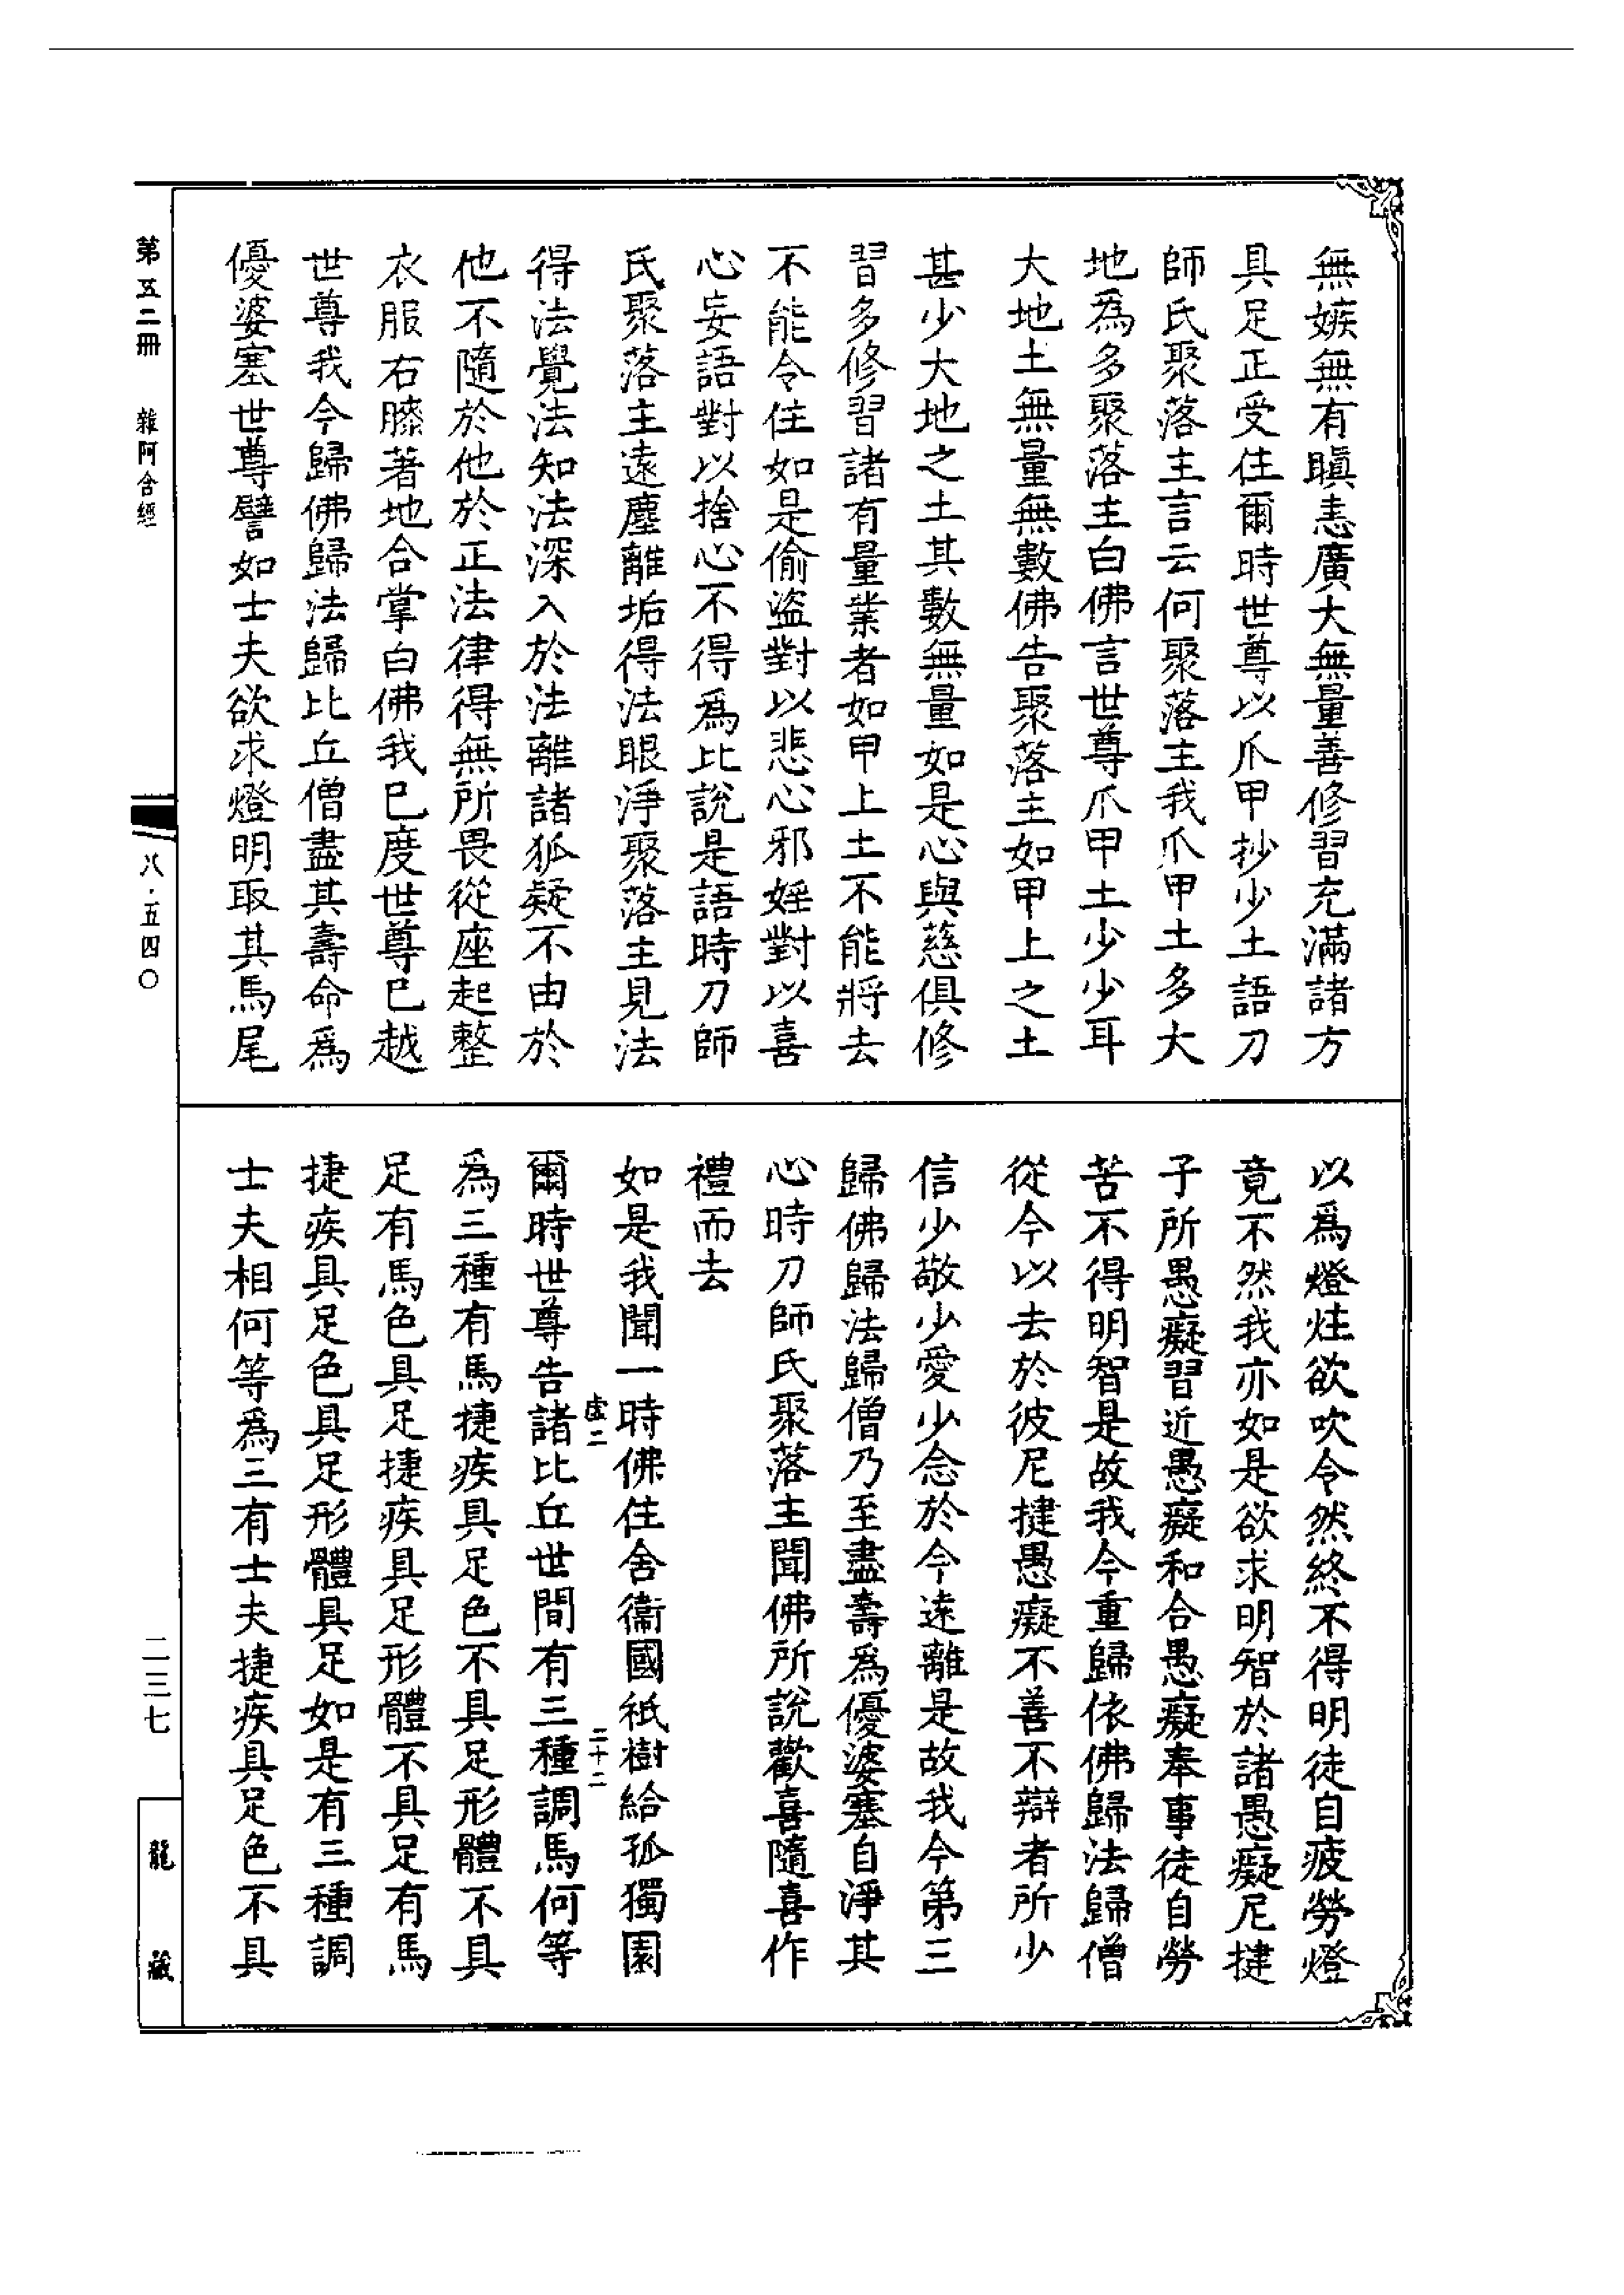 無嫉無有瞋恚廣大無量善修習充滿諸方
具足正受住爾時世尊以爪甲抄少土語刀
師氏聚落主言云何聚落主我爪甲土多大
地為多聚落主白佛言世尊爪甲土少少耳
大地土無量無數佛告聚落主如甲上之土
甚少大地之土其數無量如是心與慈俱修
習多修習諸有量業者如甲上土不能將去
不能令住如是偷盜對以悲心邪婬對以喜
心妄語對以捨心不得爲比說是語時刀師
氏聚落主遠塵離垢得法眼淨聚落主見法
得法覺法知法深入於法離諸狐疑不由於
他不隨於他於正法律得無所畏從座起整
衣服右膝著地合掌白佛我已度世尊已越
世尊我今歸佛歸法歸比丘僧盡其壽命爲
優婆塞世尊譬如士夫欲求燈明取其馬尾
以爲燈炷欲吹令然終不得明徒自疲勞燈
竟不然我亦如是欲求明智於諸愚癡尼揵
子所愚癡習近愚癡和合愚癡奉事徒自勞
苦不得明智是故我今重歸依佛歸法歸僧
從今以去於彼尼揵愚癡不善不辯者所少
信少敬少愛少念於今遠離是故我今第三
歸佛歸法歸僧乃至盡壽爲優婆塞自淨其
心時刀師氏聚落主聞佛所說歡喜隨喜作
禮而去
如是我聞一時佛住舍衞國祇樹給孤獨園
虛二
二十二
爾時世尊告諸比丘世間有三種調馬何等
爲三種有馬捷疾具足色不具足形體不具
足有馬色具足捷疾具足形體不具足有馬
捷疾具足色具足形體具足如是有三種調
士夫相何等爲三有士夫捷疾具足色不具
第五二冊
雜阿含經
八·五四〇
二三七
龍藏